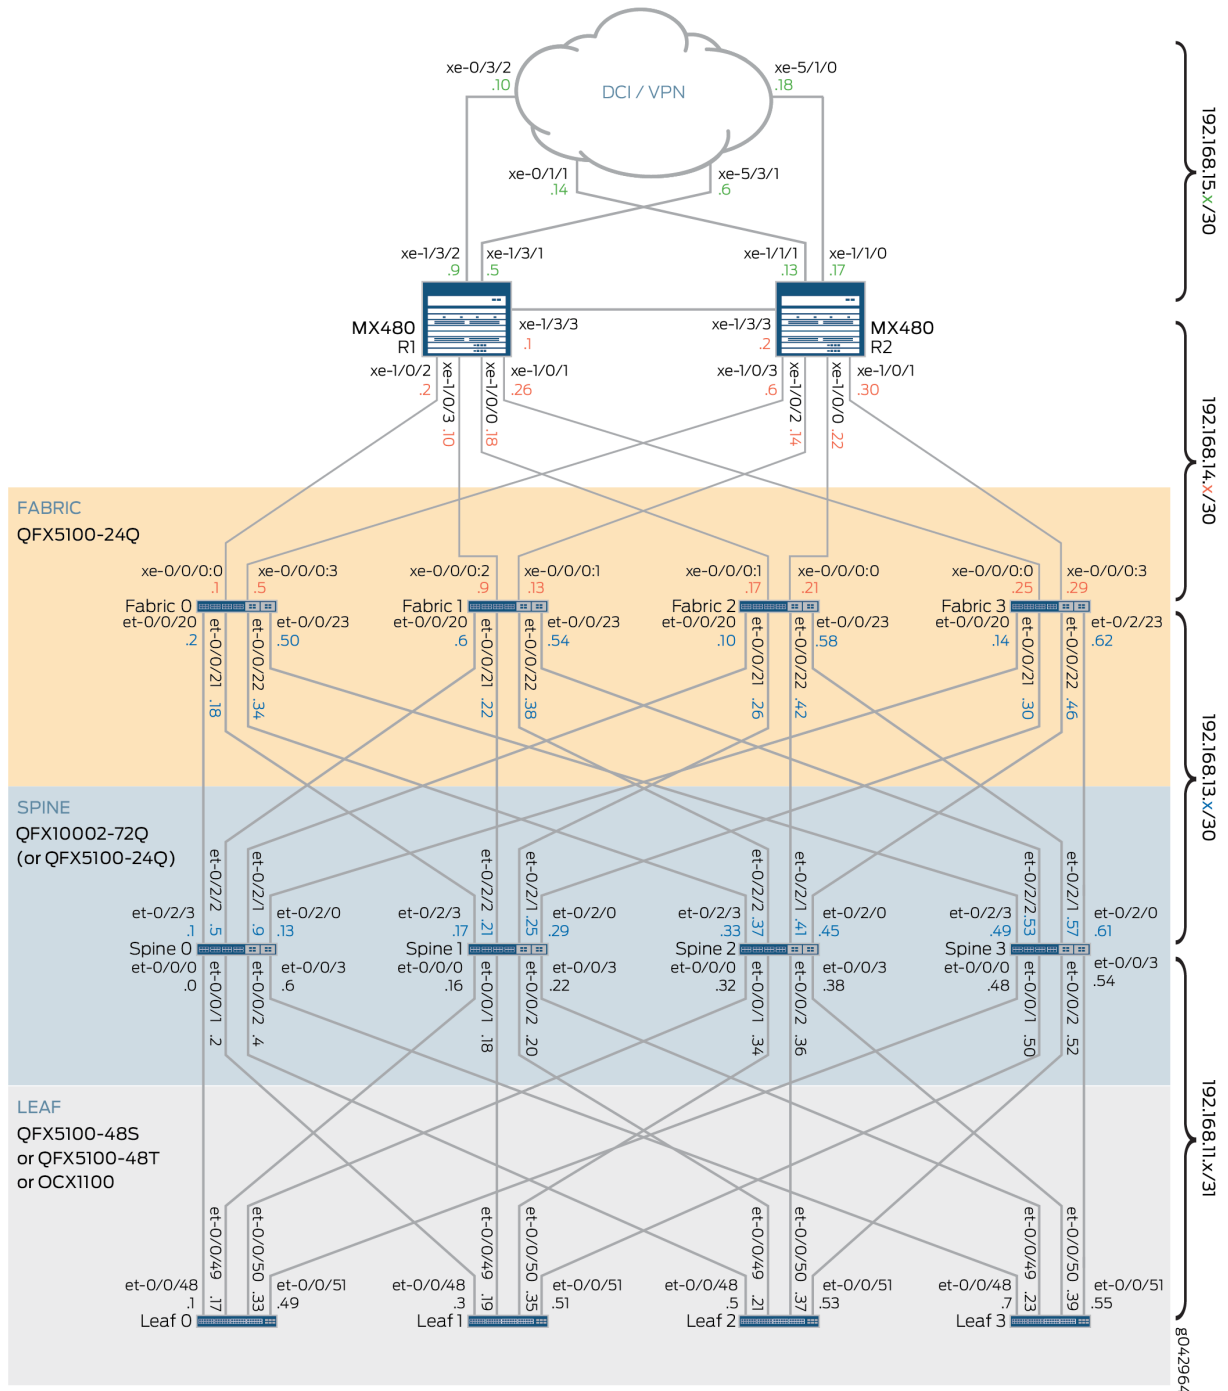 xe-0/3/2
.10
DCI / VPN
xe-5/1/0
.18
xe-0/1/1
.14
xe-5/3/1
.6
192.168.15.x/30
xe-1/3/2
.9
xe-1/3/1
.5
xe-1/1/1
.13
xe-1/1/0
.17
MX480
R1
xe-1/3/3
.1
xe-1/3/3
.2
MX480
R2
xe-1/0/2
.2
xe-1/0/3 .10
xe-1/0/0 .18
xe-1/0/1
.26
xe-1/0/3
.6
xe-1/0/2 .14
xe-1/0/0 .22
xe-1/0/1
.30
192.168.14.x/30
FABRIC
QFX5100-24Q
xe-0/0/0:0
.1
xe-0/0/0:3
.5
xe-0/0/0:2
.9
xe-0/0/0:1
.13
xe-0/0/0:1
.17
xe-0/0/0:0
.21
xe-0/0/0:0
.25
xe-0/0/0:3
.29
Fabric 0
Fabric 1
Fabric 2
Fabric 3
et-0/0/20
.2
et-0/0/21 .18
et-0/0/22 .34
et-0/0/23
.50
et-0/0/20
.6
et-0/0/21 .22
et-0/0/22 .38
et-0/0/23
.54
et-0/0/20
.10
et-0/0/21 .26
et-0/0/22 .42
et-0/0/23
.58
et-0/0/20
.14
et-0/0/21 .30
et-0/0/22 .46
et-0/2/23
.62
192.168.13.x/30
SPINE
QFX10002-72Q
(or QFX5100-24Q)
et-0/2/3
.1
et-0/2/2 .5
et-0/2/1 .9
et-0/2/0
.13
et-0/2/3
.17
et-0/2/2 .21
et-0/2/1 .25
et-0/2/0
.29
et-0/2/3
.33
et-0/2/2 .37
et-0/2/1 .41
et-0/2/0
.45
et-0/2/3
.49
et-0/2/2 .53
et-0/2/1 .57
et-0/2/0
.61
Spine 0
Spine 1
Spine 2
Spine 3
et-0/0/0
.0
et-0/0/1 .2
et-0/0/2 .4
et-0/0/3
.6
et-0/0/0
.16
et-0/0/1 .18
et-0/0/2 .20
et-0/0/3
.22
et-0/0/0
.32
et-0/0/1 .34
et-0/0/2 .36
et-0/0/3
.38
et-0/0/0
.48
et-0/0/1 .50
et-0/0/2 .52
et-0/0/3
.54
192.168.11.x/31
LEAF
QFX5100-48S
or QFX5100-48T
or OCX1100
et-0/0/48
.1
et-0/0/49 .17
et-0/0/50 .33
et-0/0/51
.49
et-0/0/48
.3
et-0/0/49 .19
et-0/0/50 .35
et-0/0/51
.51
et-0/0/48
.5
et-0/0/49 .21
et-0/0/50 .37
et-0/0/51
.53
et-0/0/48
.7
et-0/0/49 .23
et-0/0/50 .39
et-0/0/51
.55
Leaf 0
Leaf 1
Leaf 2
Leaf 3
g042964